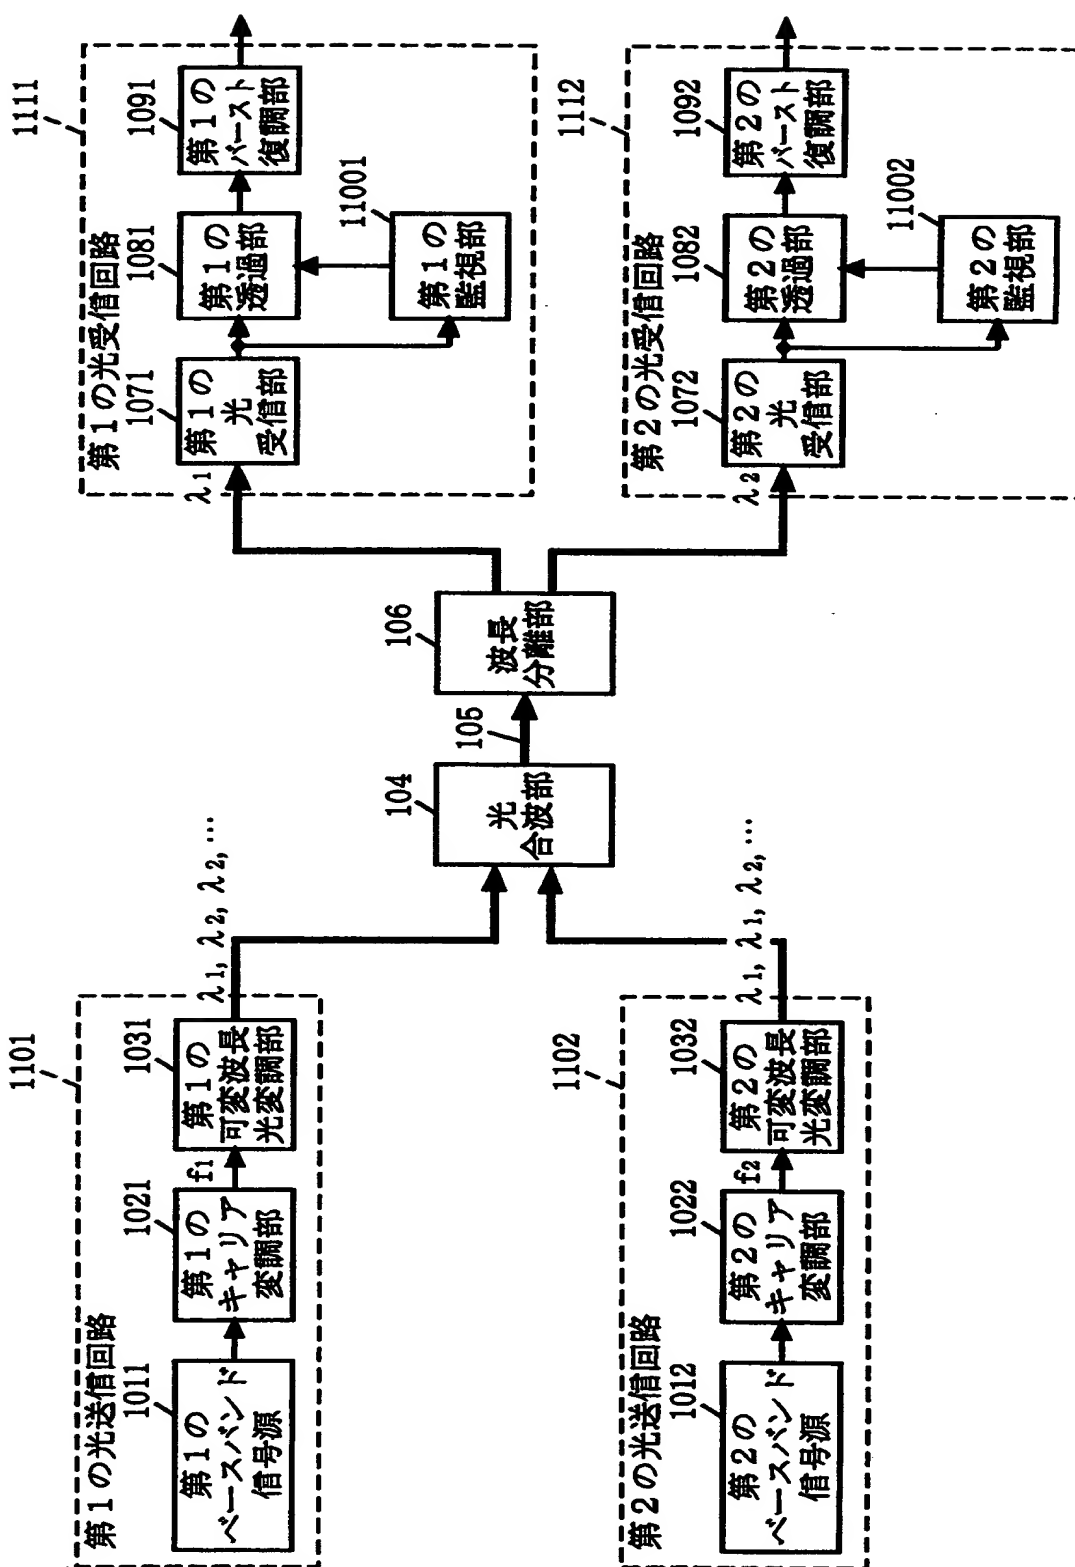 1101
第1の光送信回路
1011
第1の
ベースバンド
信号源
1021
第1の
キャリア
変調部
f1
1031
第1の
可変波長
光変調部
λ1, λ2, λ2, …
1102
第2の光送信回路
1012
第2の
ベースバンド
信号源
1022
第2の
キャリア
変調部
f2
1032
第2の
可変波長
光変調部
λ1, λ1, λ2, …
104
光
合波部
105
106
波長
分離部
1111
第1の光受信回路
λ1
1071
第1の
光
受信部
1081
第1の
透過部
1091
第1の
バースト
復調部
11001
第1の
監視部
1112
第2の光受信回路
λ2
1072
第2の
光
受信部
1082
第2の
透過部
1092
第2の
バースト
復調部
11002
第2の
監視部